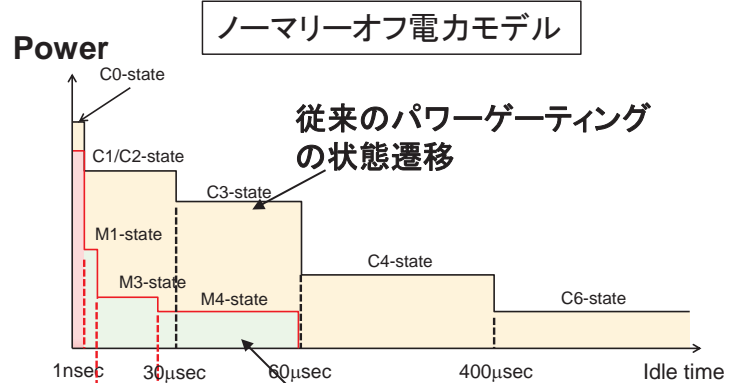 ノーマリーオフ電力モデル
Power
C0-state
従来のパワーゲーティング
の状態遷移
C1/C2-state
C3-state
M1-state
C4-state
M3-state
M4-state
C6-state
1nsec
30μsec
60μsec
400μsec
Idle time